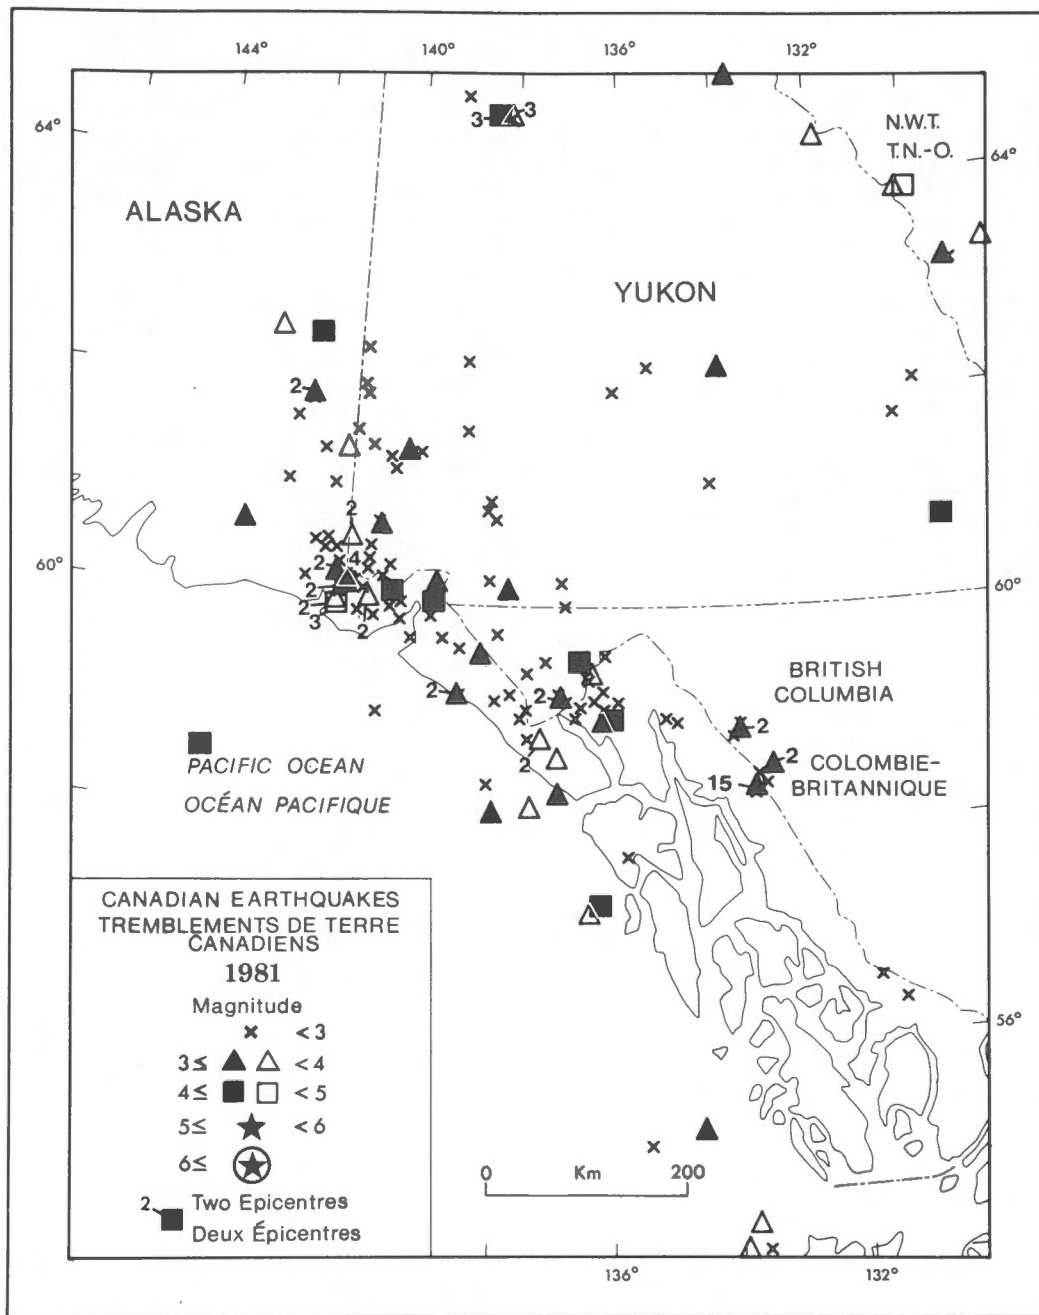 144° 140° 136° 132°
3 3
64° N.W.T.
T.N.-O. 64°
ALASKA
YUKON
2
2
60° 2 4
2
2
3 2
60°
BRITISH
COLUMBIA
2 2 2
2
PACIFIC OCEAN
OCÉAN PACIFIQUE
2
COLOMBIE-
BRITANNIQUE
15
CANADIAN EARTHQUAKES
TREMBLEMENTS DE TERRE
CANADIENS
1981
Magnitude
< 3
3≤ < 4
4≤ < 5
5≤ < 6
6≤
2 Two Epicentres
Deux Épicentres
56°
0 Km 200
136° 132°